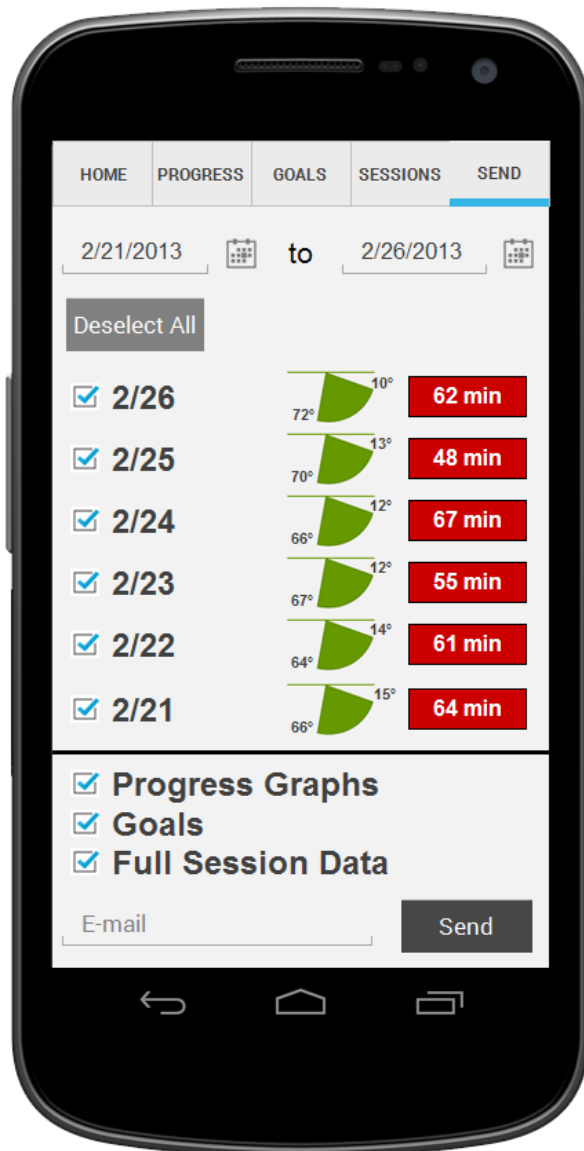 HOME PROGRESS GOALS SESSIONS SEND
2/21/2013 to 2/26/2013
Deselect All
2/26 72° 10° 62 min
2/25 70° 13° 48 min
2/24 66° 12° 67 min
2/23 67° 12° 55 min
2/22 64° 14° 61 min
2/21 66° 15° 64 min
Progress Graphs
Goals
Full Session Data
E-mail Send